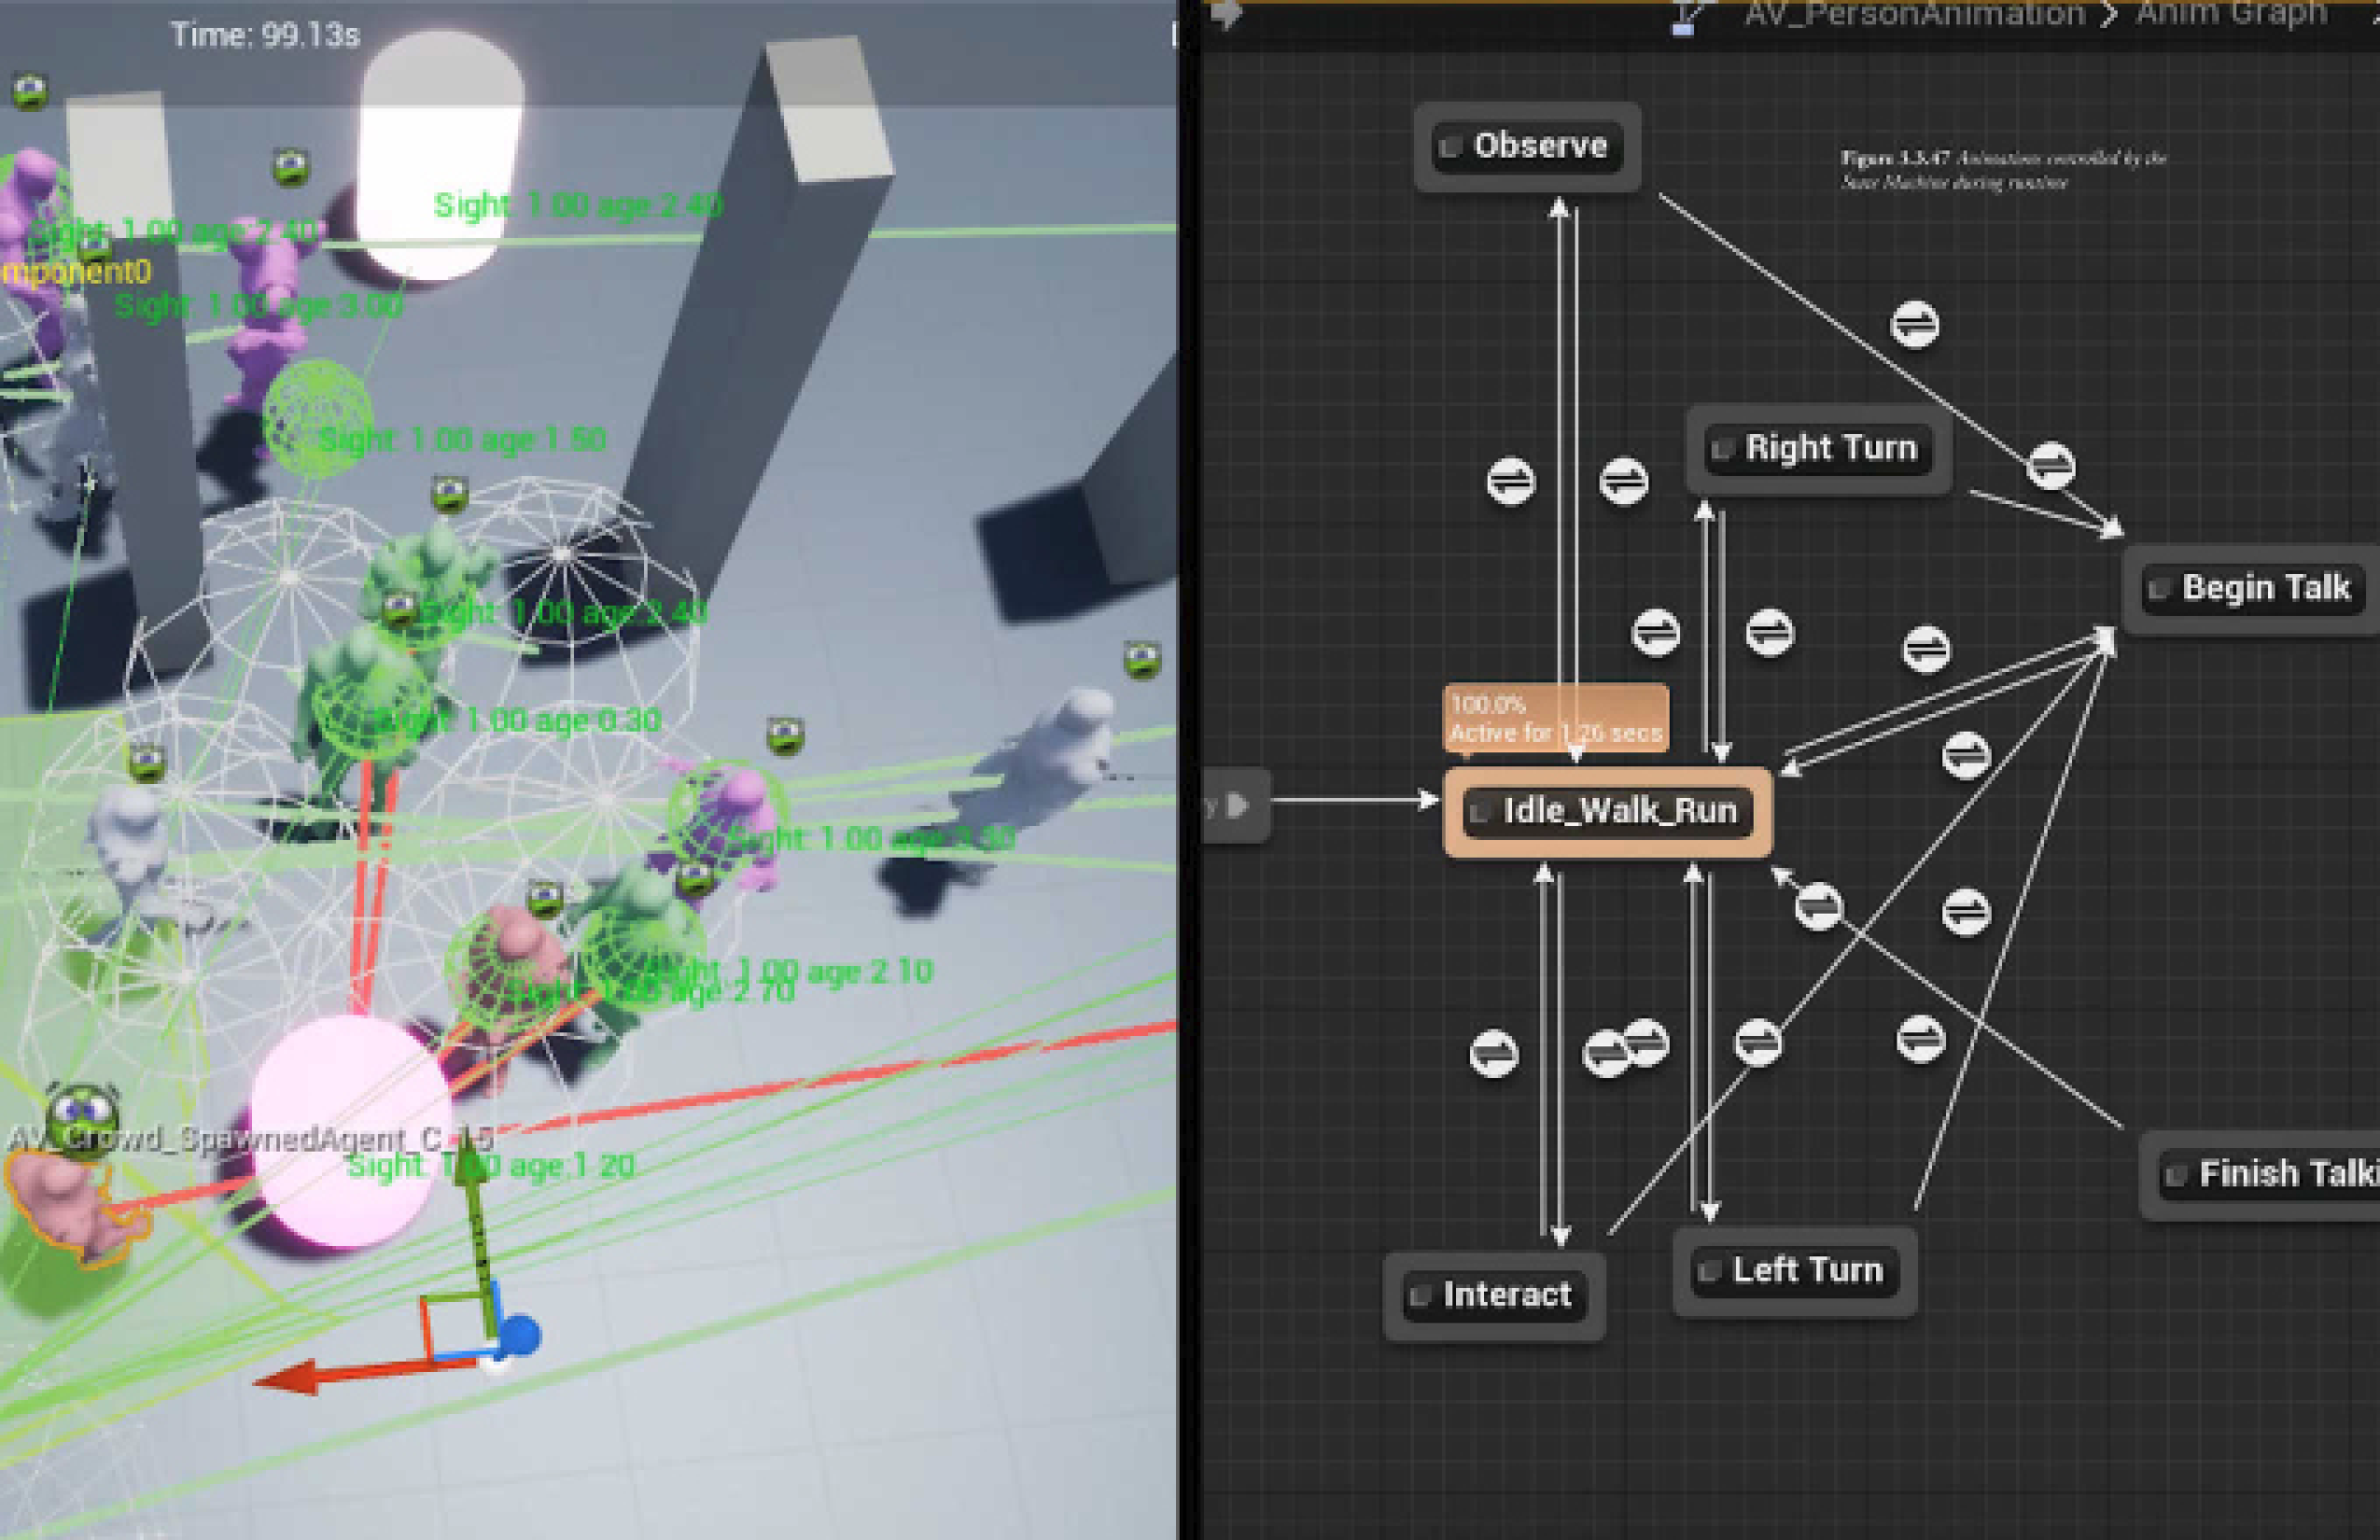 Time: 99.13s
Sight: 1.00 age:2.40
Sight: 1.00 age:2.40
mponent0
Sight: 1.00 age:3.00
Sight: 1.00 age:1.50
Sight: 1.00 age:2.40
Sight: 1.00 age:0.30
Sight: 1.00 age:3.30
Sight: 1.00 age:2.10
Sight: 1.00 age:2.70
AV_Crowd_SpawnedAgent_C_15
Sight: 1.00 age:1.20
AV_PersonAnimation > Anim Graph
Observe
Figure 3.3.47 Animations controlled by the
State Machine during runtime
Right Turn
Begin Talk
100.0%
Active for 1.26 secs
y
Idle_Walk_Run
Finish Talki
Left Turn
Interact